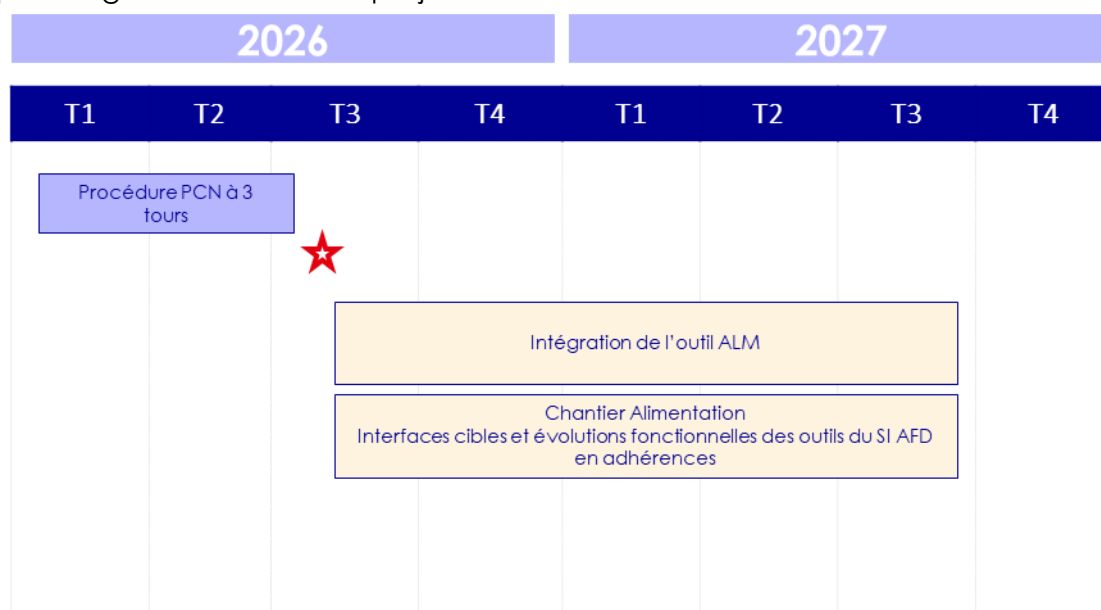 2026 2027
T1 T2 T3 T4 T1 T2 T3 T4
Procédure PCN à 3
tours
Intégration de l'outil ALM
Chantier Alimentation
Interfaces cibles et évolutions fonctionnelles des outils du SI AFD
en adhérences